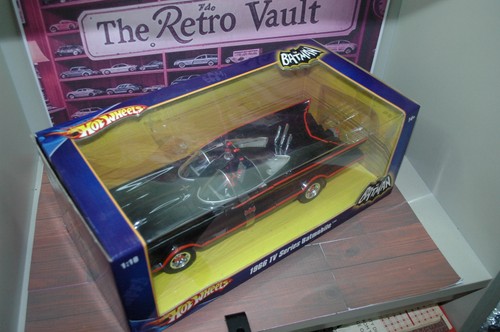 The Retro Vault
BATMAN
HOT WHEELS
1:18
1966 TV Series Batmobile
BATMAN
HOT WHEELS